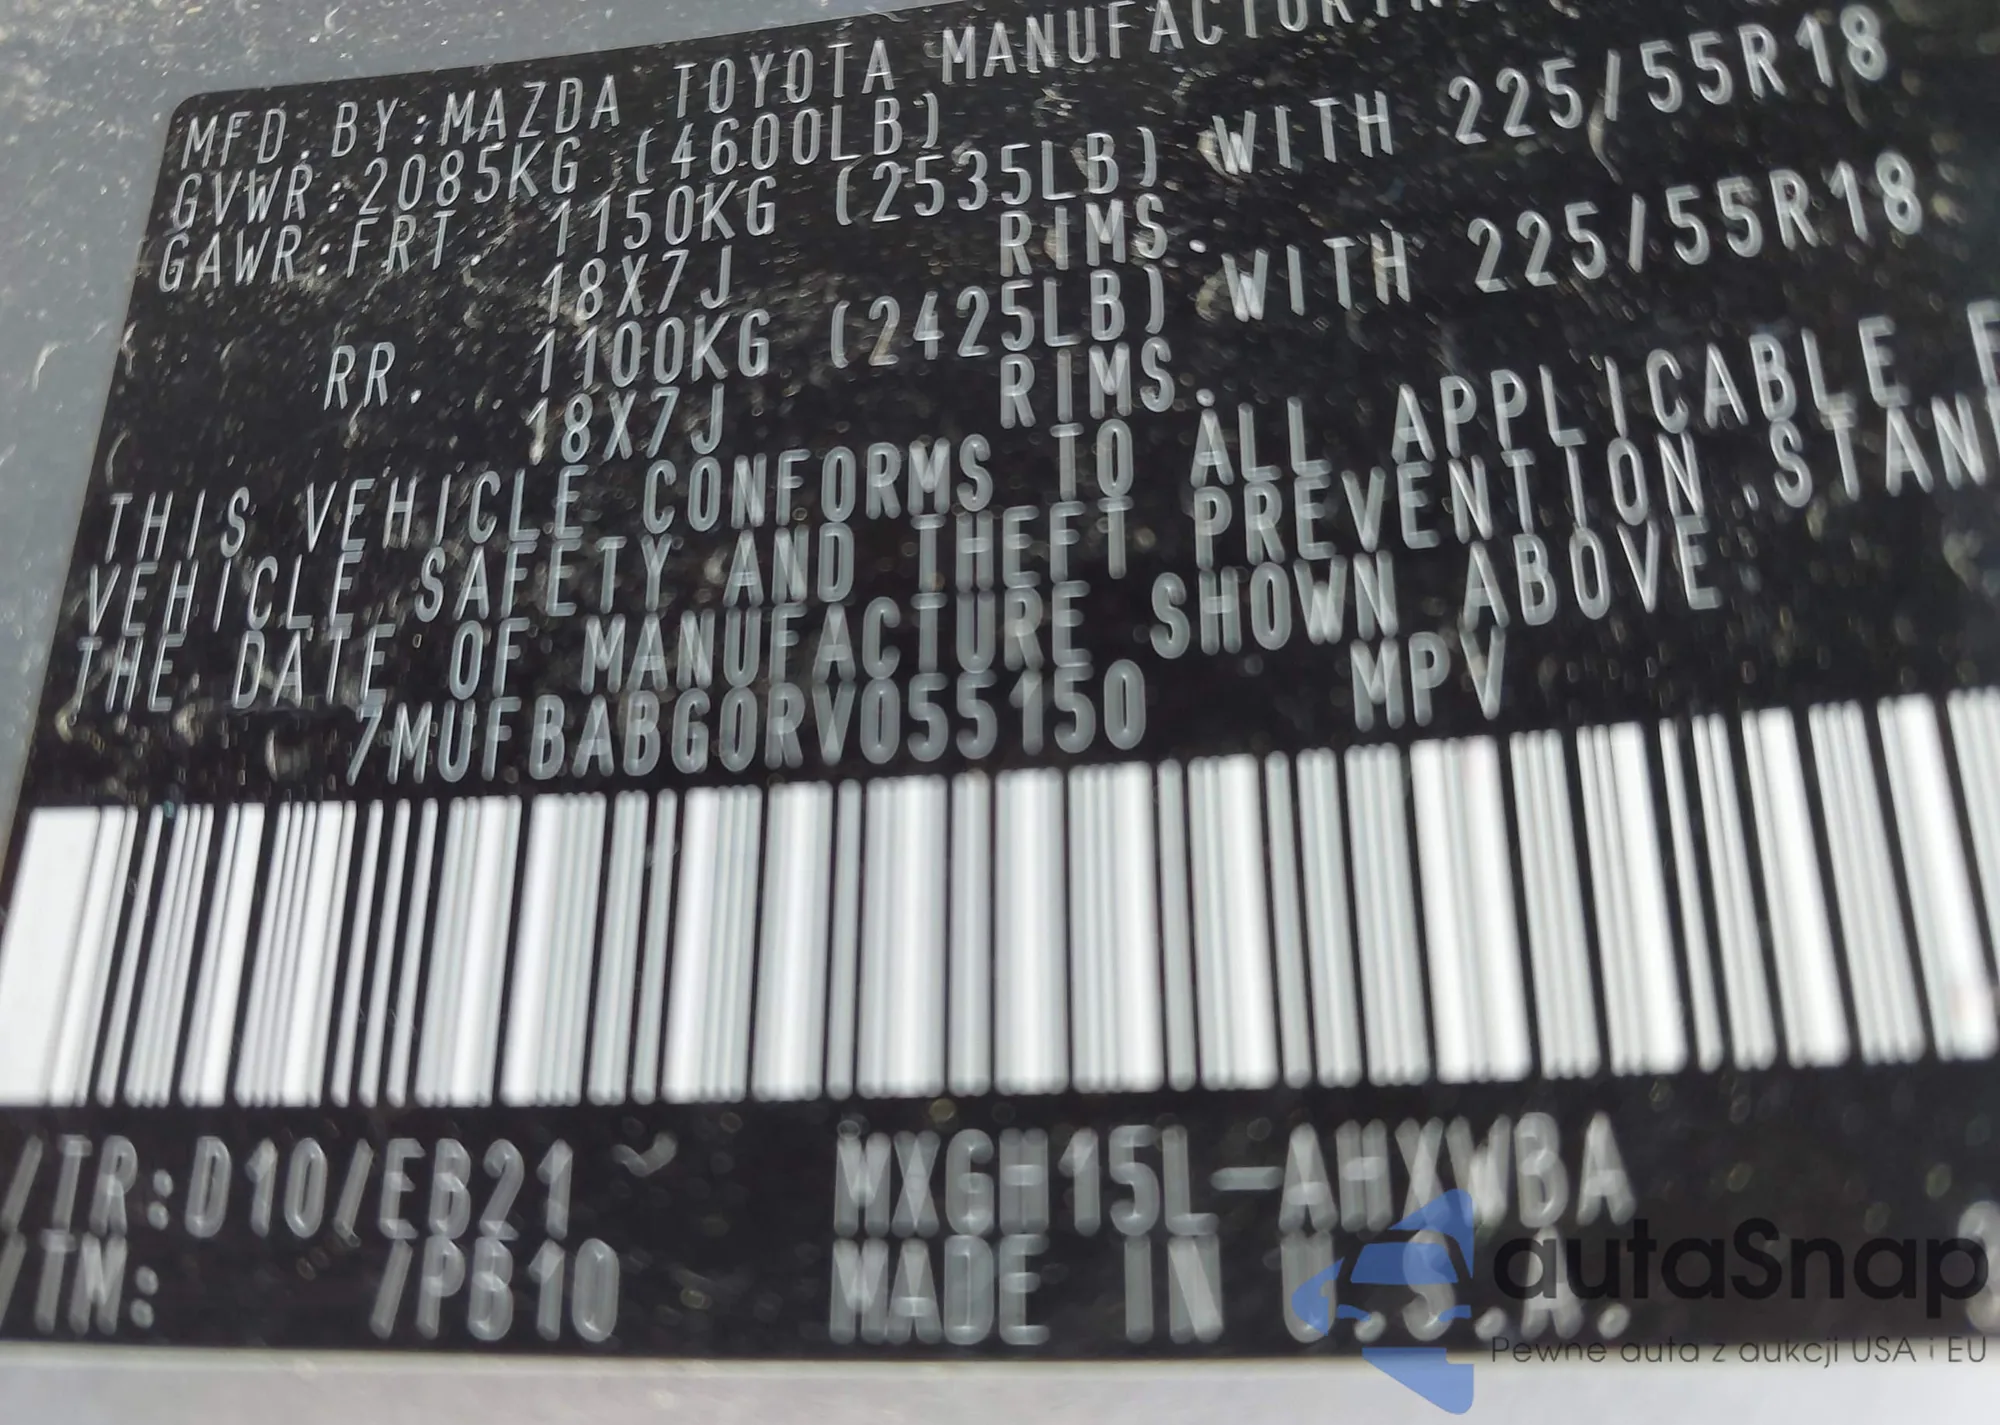 MFD.BY:MAZDA TOYOTA MANUFACTURIN
GVWR:2085KG (4600LB)
GAWR:FRT. 1150KG (2535LB) WITH 225/55R18
18X7J RIMS.
RR. 1100KG (2425LB) WITH 225/55R18
18X7J RIMS.
THIS VEHICLE CONFORMS TO ALL APPLICABLE F
VEHICLE SAFETY AND THEFT PREVENTION STAN
THE DATE OF MANUFACTURE SHOWN ABOVE.
7MUFBABG0RV055150 MPV
/TR:D10/EB21 MXGH15L-AHXWBA
/TM: /PB10 MADE IN U.S.A.
autaSnap
Pewne auta z aukcji USA i EU